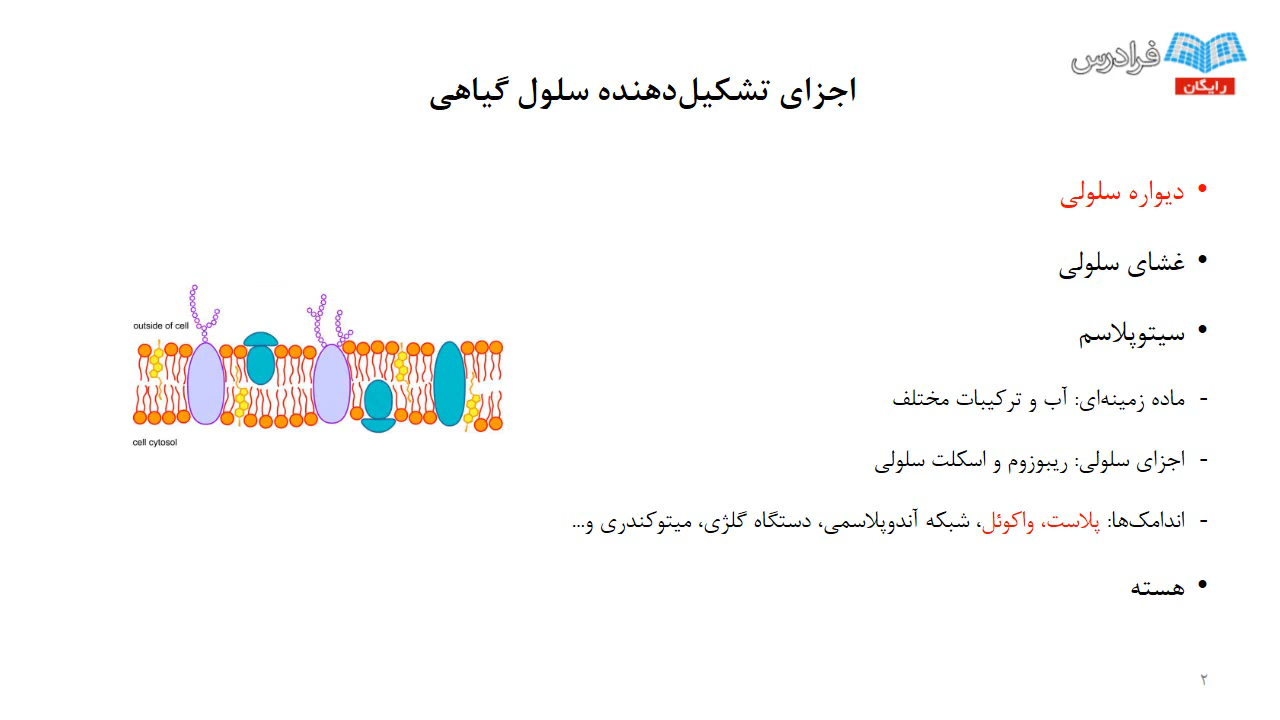 فرادرس
رایگان
اجزای تشکیل‌دهنده سلول گیاهی
• دیواره سلولی
• غشای سلولی
• سیتوپلاسم
- ماده زمینه‌ای: آب و ترکیبات مختلف
- اجزای سلولی: ریبوزوم و اسکلت سلولی
- اندامک‌ها: پلاست، واکوئل، شبکه آندوپلاسمی، دستگاه گلژی، میتوکندری و...
• هسته
outside of cell
cell cytosol
۲